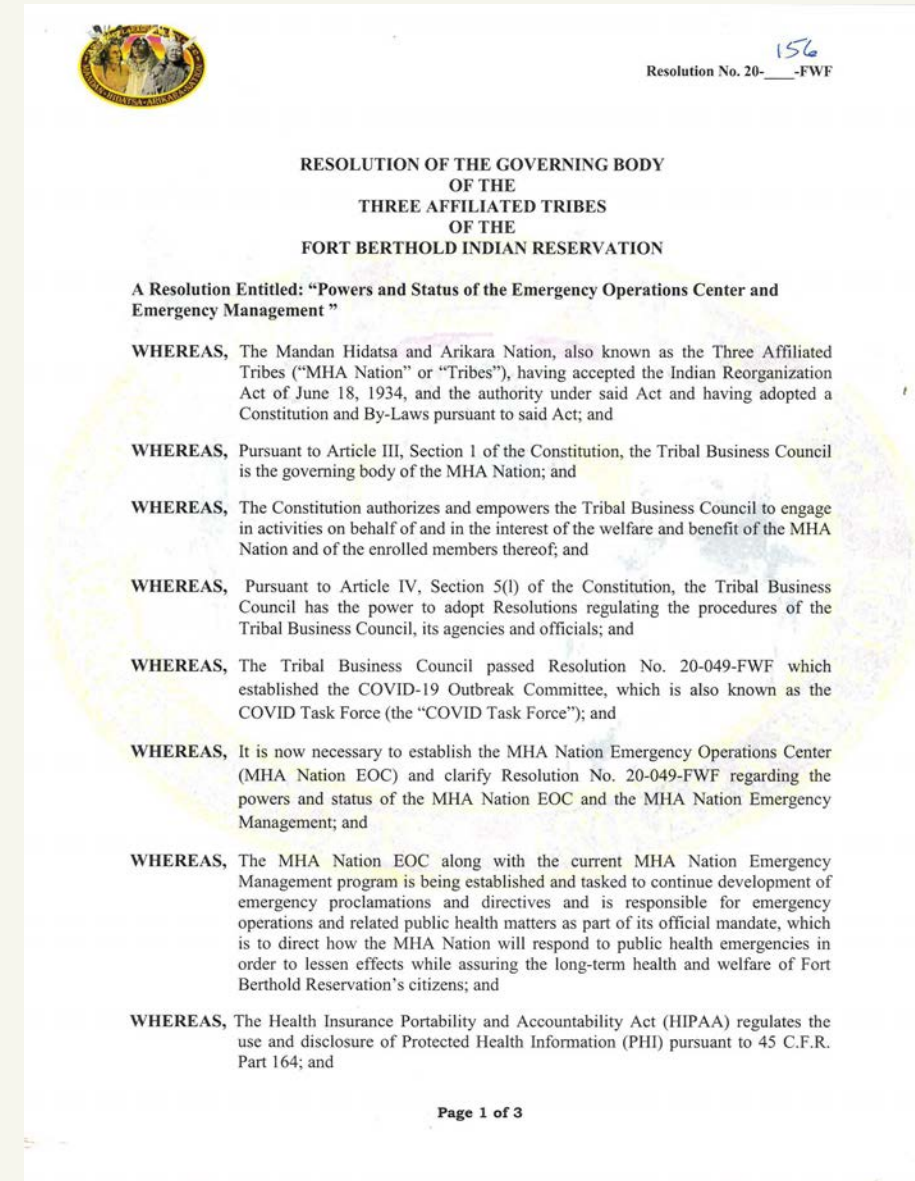 MANDAN • HIDATSA • ARIKARA NATION
156
Resolution No. 20-____-FWF
RESOLUTION OF THE GOVERNING BODY
OF THE
THREE AFFILIATED TRIBES
OF THE
FORT BERTHOLD INDIAN RESERVATION
A Resolution Entitled: “Powers and Status of the Emergency Operations Center and
Emergency Management ”
WHEREAS, The Mandan Hidatsa and Arikara Nation, also known as the Three Affiliated
Tribes (“MHA Nation” or “Tribes”), having accepted the Indian Reorganization
Act of June 18, 1934, and the authority under said Act and having adopted a
Constitution and By-Laws pursuant to said Act; and
WHEREAS, Pursuant to Article III, Section 1 of the Constitution, the Tribal Business Council
is the governing body of the MHA Nation; and
WHEREAS, The Constitution authorizes and empowers the Tribal Business Council to engage
in activities on behalf of and in the interest of the welfare and benefit of the MHA
Nation and of the enrolled members thereof; and
WHEREAS, Pursuant to Article IV, Section 5(l) of the Constitution, the Tribal Business
Council has the power to adopt Resolutions regulating the procedures of the
Tribal Business Council, its agencies and officials; and
WHEREAS, The Tribal Business Council passed Resolution No. 20-049-FWF which
established the COVID-19 Outbreak Committee, which is also known as the
COVID Task Force (the “COVID Task Force”); and
WHEREAS, It is now necessary to establish the MHA Nation Emergency Operations Center
(MHA Nation EOC) and clarify Resolution No. 20-049-FWF regarding the
powers and status of the MHA Nation EOC and the MHA Nation Emergency
Management; and
WHEREAS, The MHA Nation EOC along with the current MHA Nation Emergency
Management program is being established and tasked to continue development of
emergency proclamations and directives and is responsible for emergency
operations and related public health matters as part of its official mandate, which
is to direct how the MHA Nation will respond to public health emergencies in
order to lessen effects while assuring the long-term health and welfare of Fort
Berthold Reservation’s citizens; and
WHEREAS, The Health Insurance Portability and Accountability Act (HIPAA) regulates the
use and disclosure of Protected Health Information (PHI) pursuant to 45 C.F.R.
Part 164; and
Page 1 of 3